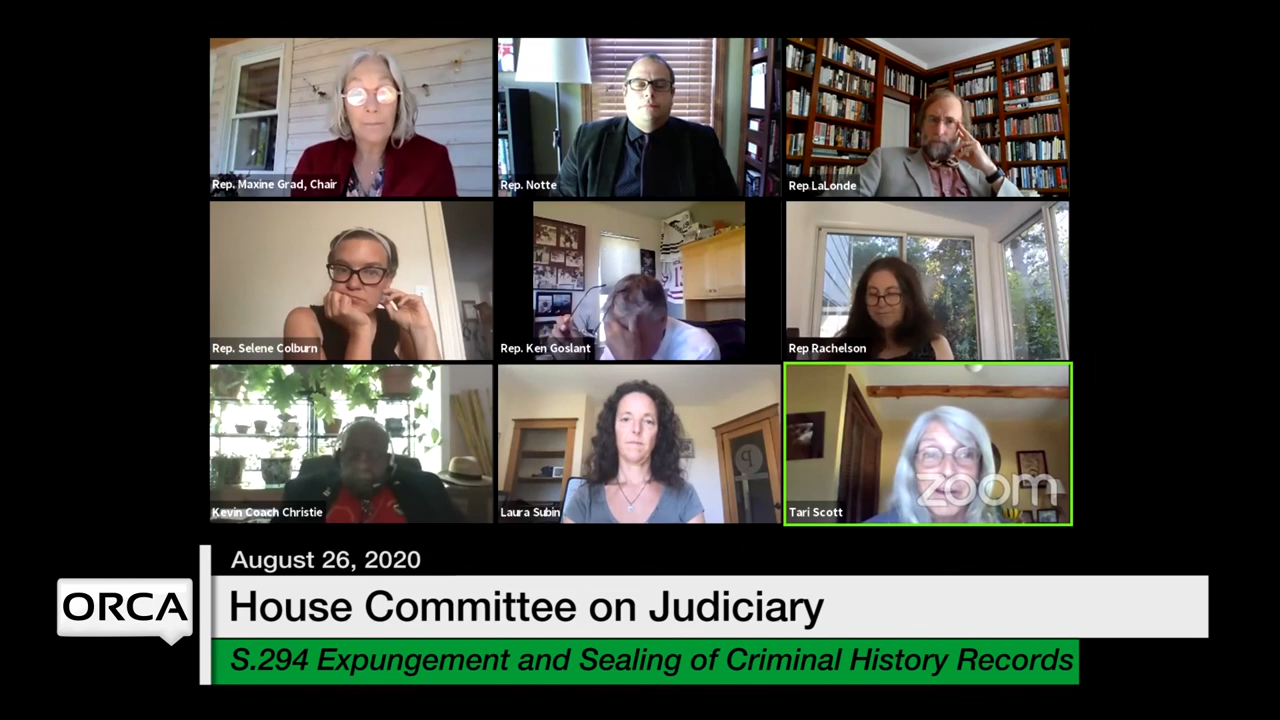 Rep. Maxine Grad, Chair
Rep. Notte
Rep LaLonde
Rep. Selene Colburn
Rep. Ken Goslant
Rep Rachelson
Kevin Coach Christie
Laura Subin
Tari Scott
zoom
August 26, 2020
ORCA
House Committee on Judiciary
S.294 Expungement and Sealing of Criminal History Records